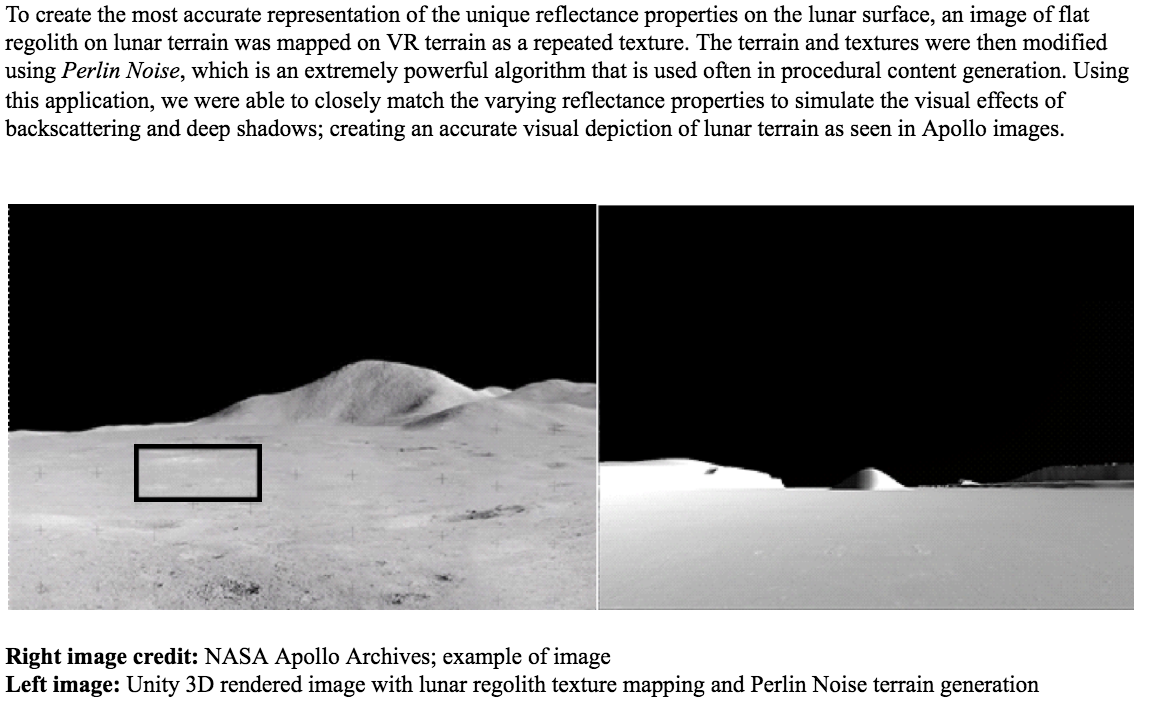 To create the most accurate representation of the unique reflectance properties on the lunar surface, an image of flat
regolith on lunar terrain was mapped on VR terrain as a repeated texture. The terrain and textures were then modified
using Perlin Noise, which is an extremely powerful algorithm that is used often in procedural content generation. Using
this application, we were able to closely match the varying reflectance properties to simulate the visual effects of
backscattering and deep shadows; creating an accurate visual depiction of lunar terrain as seen in Apollo images.
Right image credit: NASA Apollo Archives; example of image
Left image: Unity 3D rendered image with lunar regolith texture mapping and Perlin Noise terrain generation